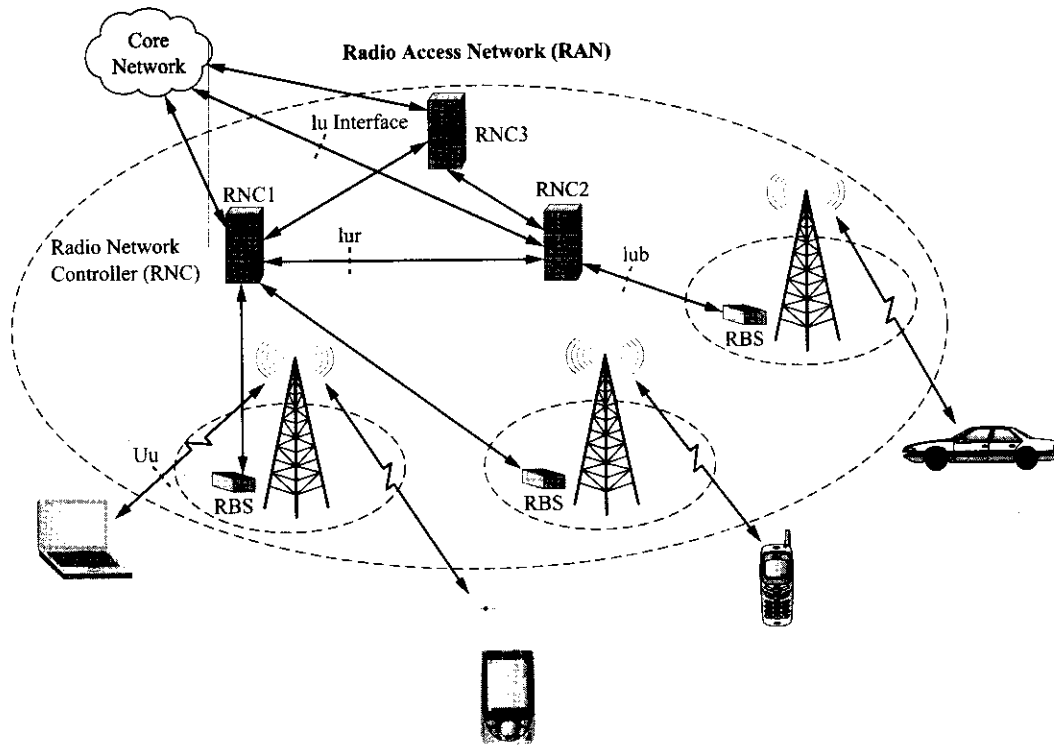 Core
Network
Radio Access Network (RAN)
Iu Interface
RNC3
RNC1
RNC2
Radio Network
Controller (RNC)
Iur
Iub
RBS
Uu
RBS
RBS